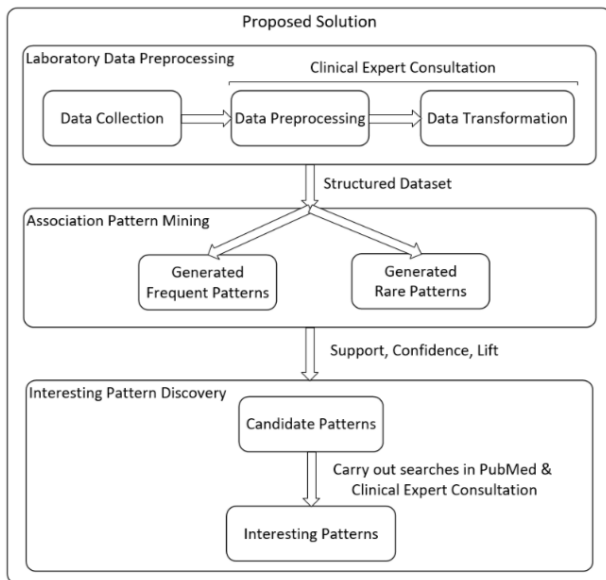 Proposed Solution
Laboratory Data Preprocessing
Clinical Expert Consultation
Data Collection
Data Preprocessing
Data Transformation
Structured Dataset
Association Pattern Mining
Generated
Frequent Patterns
Generated
Rare Patterns
Support, Confidence, Lift
Interesting Pattern Discovery
Candidate Patterns
Carry out searches in PubMed &
Clinical Expert Consultation
Interesting Patterns